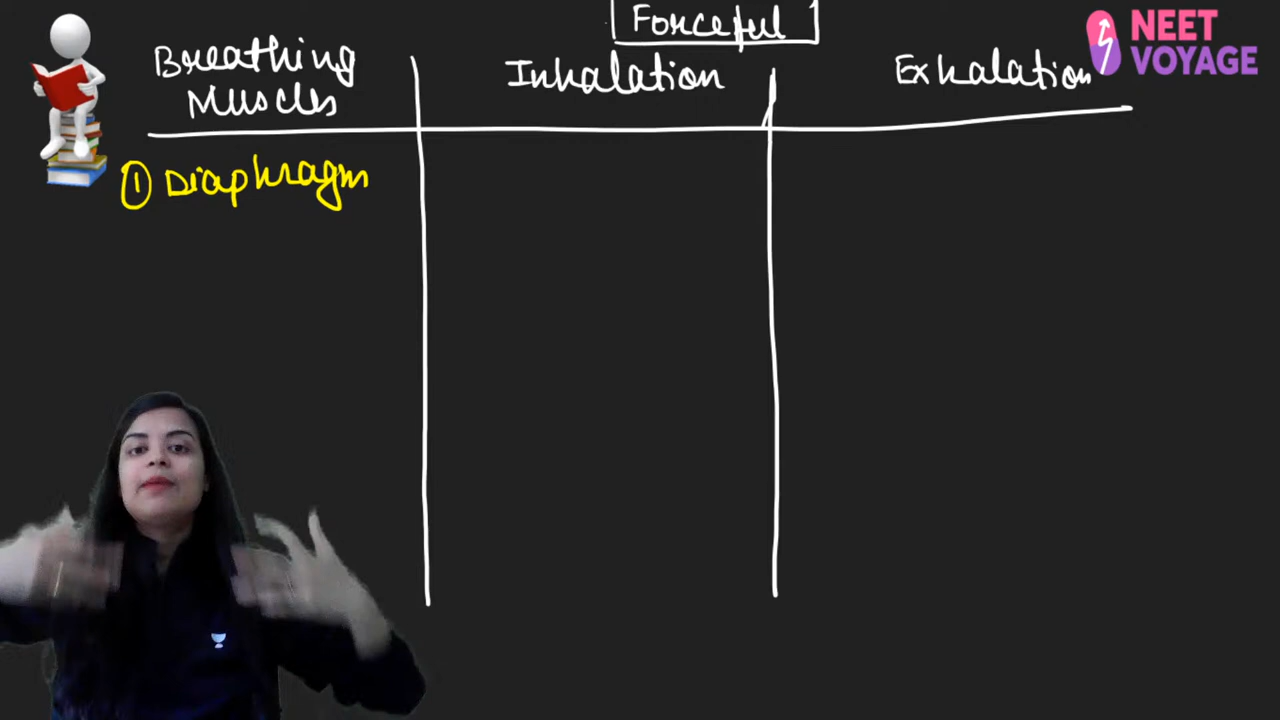 Forceful
NEET
VOYAGE
Breathing
Muscles
Inhalation
Exhalation
① Diaphragm